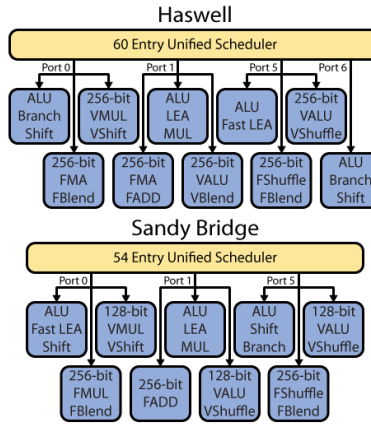 Haswell
60 Entry Unified Scheduler
Port 0
Port 1
Port 5
Port 6
ALU
Branch
Shift
256-bit
VMUL
VShift
ALU
LEA
MUL
ALU
Fast LEA
256-bit
VALU
VShuffle
256-bit
FMA
FBlend
256-bit
FMA
FADD
256-bit
VALU
VBlend
256-bit
FShuffle
FBlend
ALU
Branch
Shift
Sandy Bridge
54 Entry Unified Scheduler
Port 0
Port 1
Port 5
ALU
Fast LEA
Shift
128-bit
VMUL
VShift
ALU
LEA
MUL
ALU
Shift
Branch
128-bit
VALU
VShuffle
256-bit
FMUL
FBlend
256-bit
FADD
128-bit
VALU
VShuffle
256-bit
FShuffle
FBlend